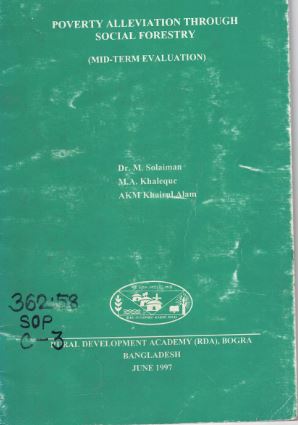 POVERTY ALLEVIATION THROUGH
SOCIAL FORESTRY
(MID-TERM EVALUATION)
Dr. M. Solaiman
M.A. Khaleque
AKM Khairul Alam
362.58
SOP
C-3
RURAL DEVELOPMENT ACADEMY (RDA), BOGRA
BANGLADESH
JUNE 1997